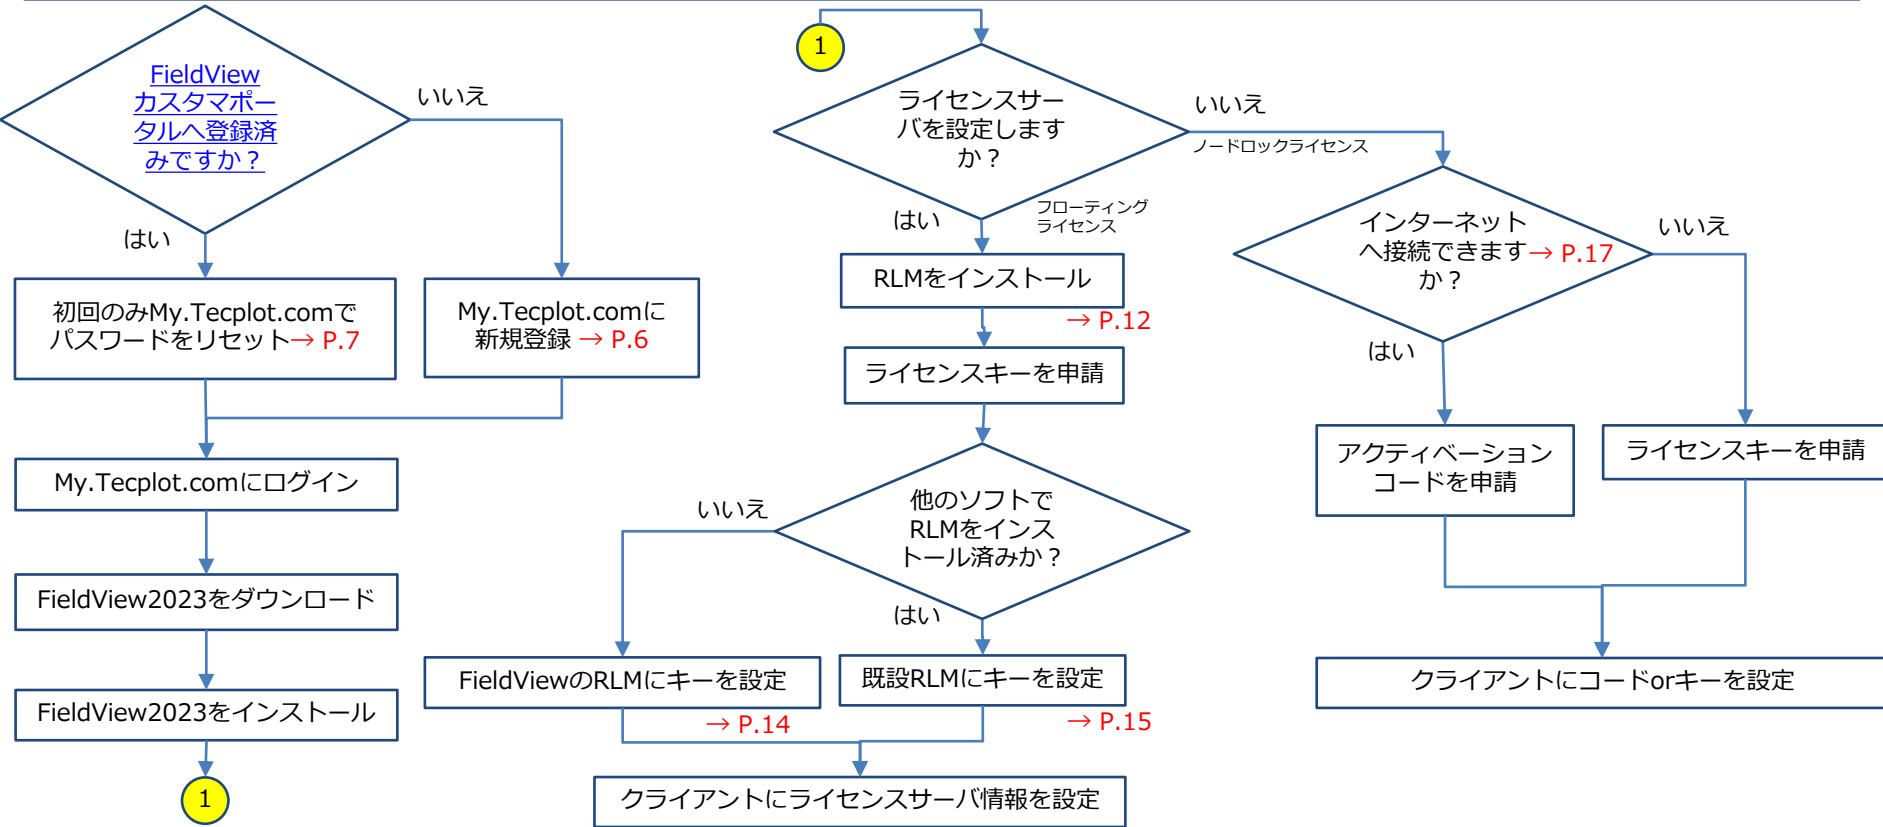 FieldView
カスタマポー
タルへ登録済
みですか？
いいえ
はい
初回のみMy.Tecplot.comで
パスワードをリセット→ P.7
My.Tecplot.comに
新規登録 → P.6
My.Tecplot.comにログイン
FieldView2023をダウンロード
FieldView2023をインストール
1
1
ライセンスサー
バを設定します
か？
いいえ
ノードロックライセンス
はい
フローティング
ライセンス
RLMをインストール
→ P.12
ライセンスキーを申請
他のソフトで
RLMをインス
トール済みか？
いいえ
はい
FieldViewのRLMにキーを設定
→ P.14
既設RLMにキーを設定
→ P.15
クライアントにライセンスサーバ情報を設定
インターネット
へ接続できます→ P.17
か？
いいえ
はい
アクティベーション
コードを申請
ライセンスキーを申請
クライアントにコードorキーを設定